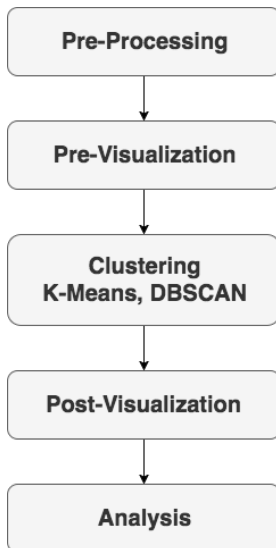 Pre-Processing
Pre-Visualization
Clustering
K-Means, DBSCAN
Post-Visualization
Analysis